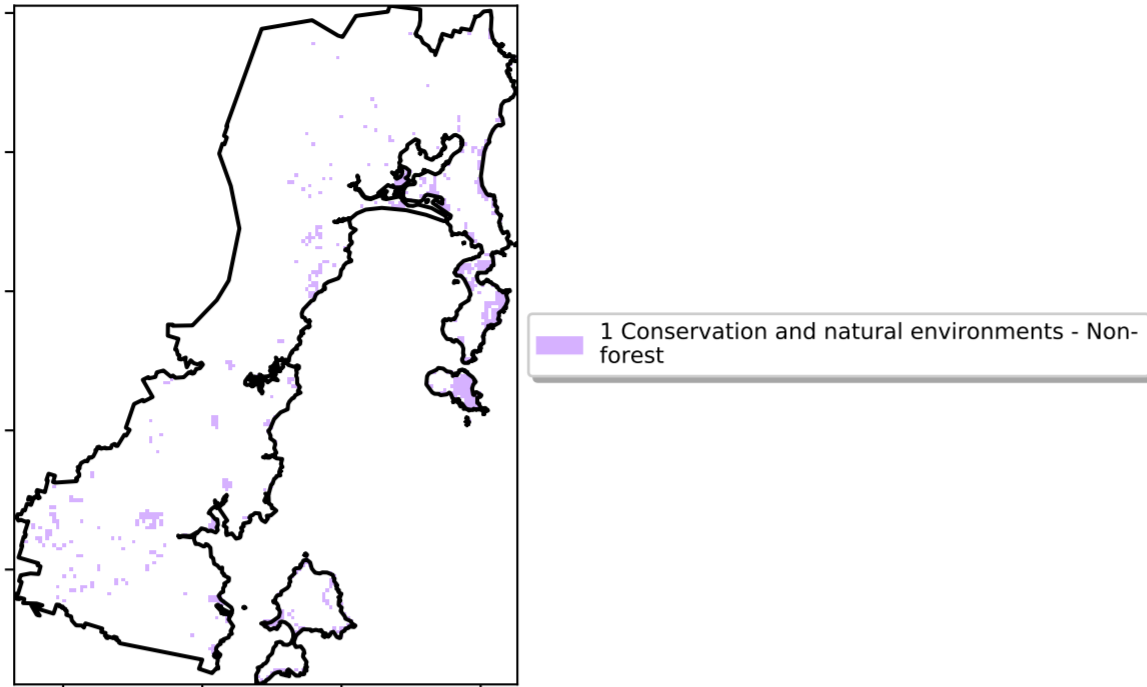 1 Conservation and natural environments - Non-
forest